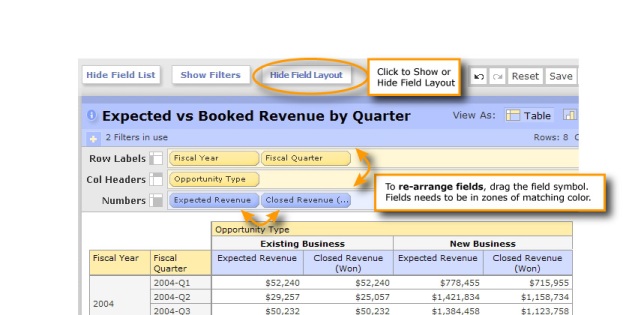 Hide Field List
Show Filters
Hide Field Layout
Click to Show or
Hide Field Layout
Reset
Save
Expected vs Booked Revenue by Quarter
View As:
Table
2 Filters in use
Rows: 8
Row Labels
Fiscal Year
Fiscal Quarter
Col Headers
Opportunity Type
Numbers
Expected Revenue
Closed Revenue (...
To re-arrange fields, drag the field symbol.
Fields needs to be in zones of matching color.
Opportunity Type
Existing Business
New Business
Fiscal Year
Fiscal
Quarter
Expected Revenue
Closed Revenue
(Won)
Expected Revenue
Closed Revenue
(Won)
2004
2004-Q1 $52,240 $52,240 $778,455 $715,955
2004-Q2 $29,257 $25,057 $1,421,834 $1,158,734
2004-Q3 $50,232 $50,232 $1,384,458 $1,123,758